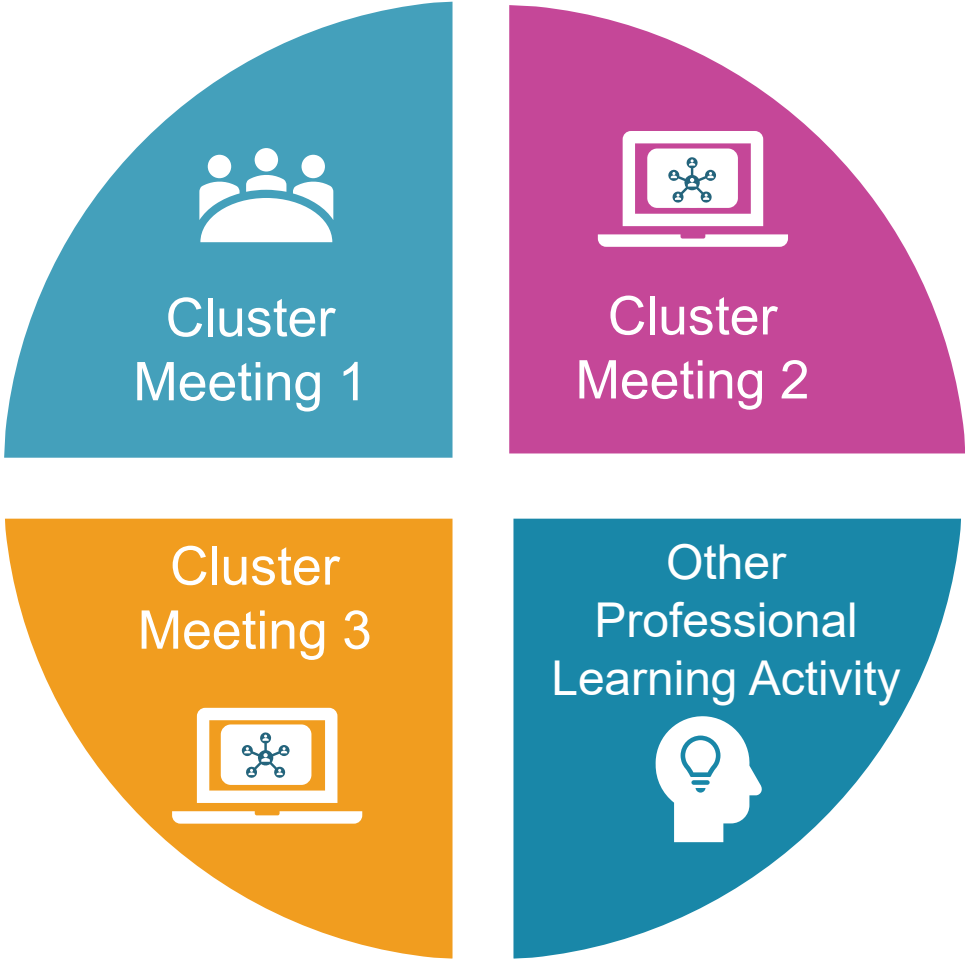 Cluster
Meeting 1
Cluster
Meeting 2
Cluster
Meeting 3
Other
Professional
Learning Activity